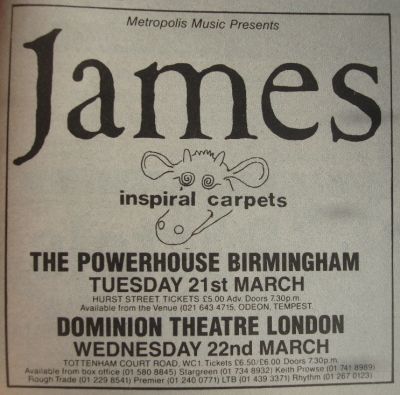 Metropolis Music Presents
James
inspiral carpets
THE POWERHOUSE BIRMINGHAM
TUESDAY 21st MARCH
HURST STREET TICKETS £5.00 Adv. Doors 7.30p.m.
Available from the Venue (021 643 4715, ODEON, TEMPEST.
DOMINION THEATRE LONDON
WEDNESDAY 22nd MARCH
TOTTENHAM COURT ROAD, WC1. Tickets £6.50/£6.00 Doors 7.30p.m.
Available from box office (01 580 8845) Stargreen (01 734 8932) Keith Prowse (01 741 8989)
Rough Trade (01 229 8541) Premier (01 240 0771) LTB (01 439 3371) Rhythm (01 267 0123)